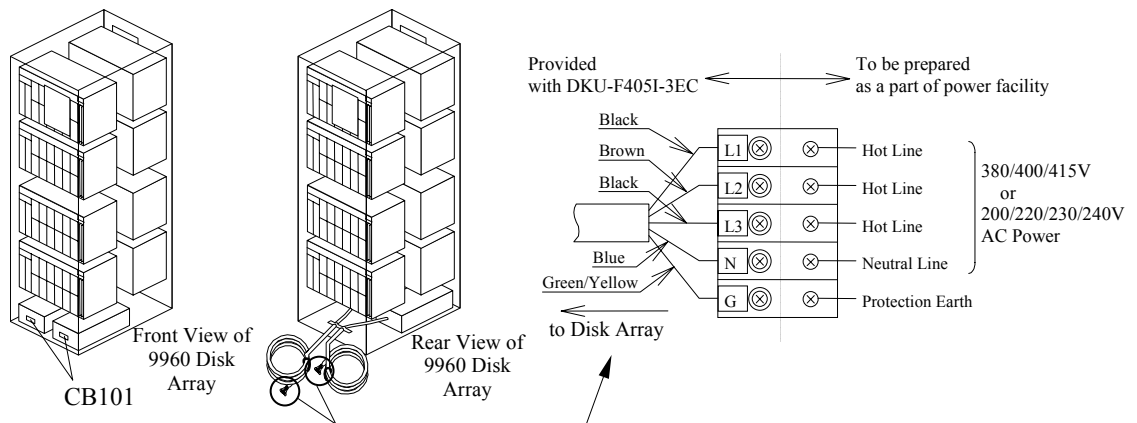 Front View of
9960 Disk
Array
CB101
Rear View of
9960 Disk
Array
Provided
with DKU-F405I-3EC
To be prepared
as a part of power facility
Black
Brown
Black
Blue
Green/Yellow
to Disk Array
L1
Hot Line
L2
Hot Line
L3
Hot Line
N
Neutral Line
G
Protection Earth
380/400/415V
or
200/220/230/240V
AC Power